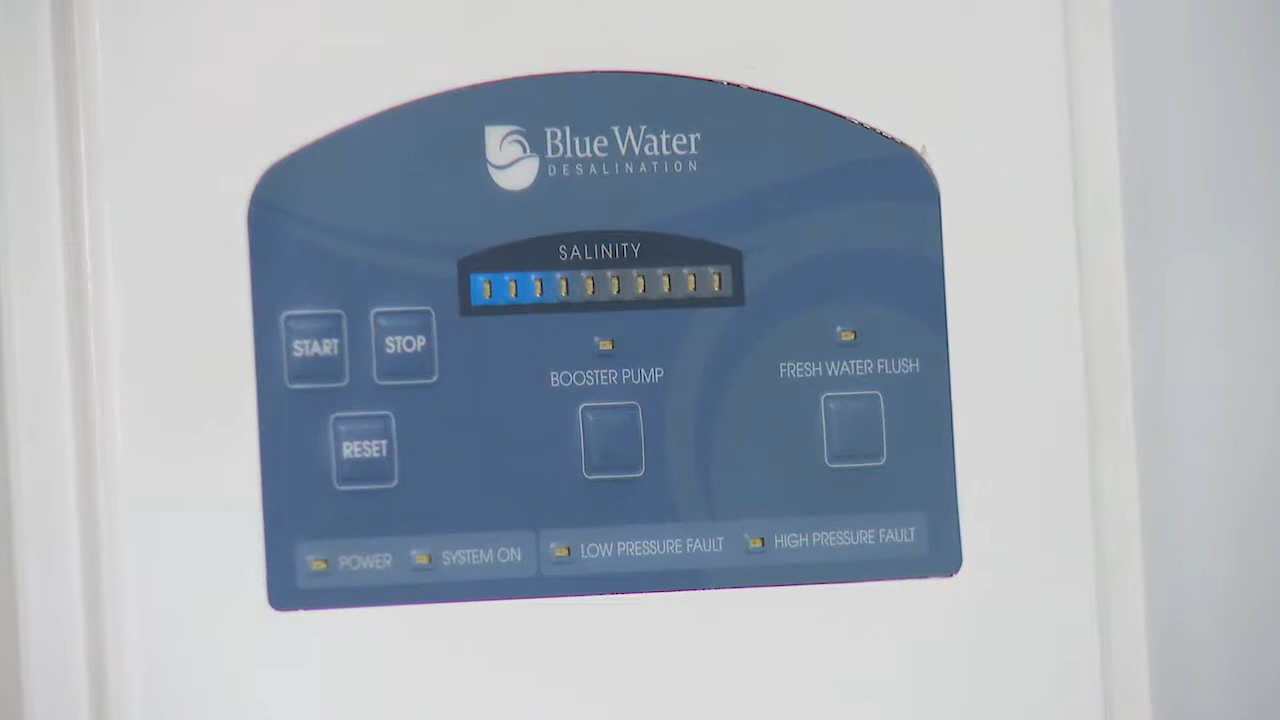 Blue Water
DESALINATION
SALINITY
START
STOP
BOOSTER PUMP
FRESH WATER FLUSH
RESET
POWER
SYSTEM ON
LOW PRESSURE FAULT
HIGH PRESSURE FAULT